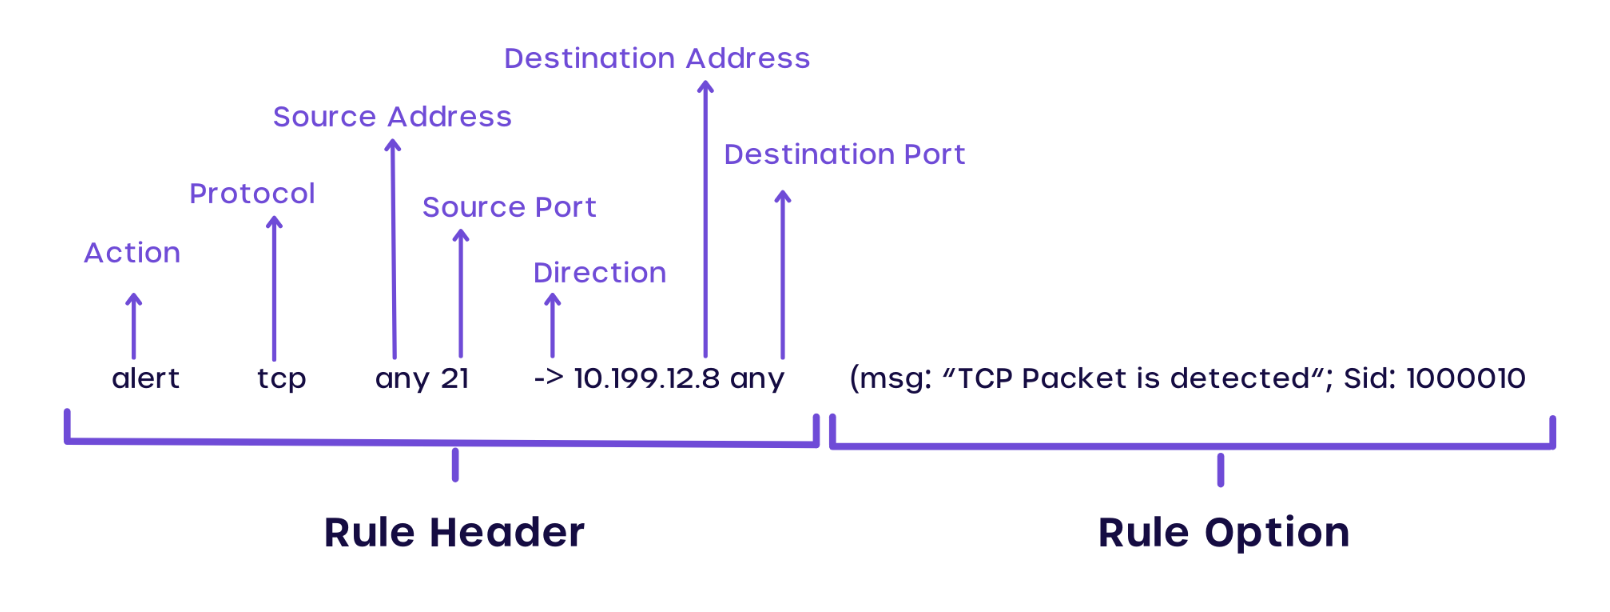 Destination Address
Source Address
Destination Port
Protocol
Source Port
Action
Direction
alert tcp any 21 -> 10.199.12.8 any (msg: “TCP Packet is detected“; Sid: 1000010
Rule Header
Rule Option